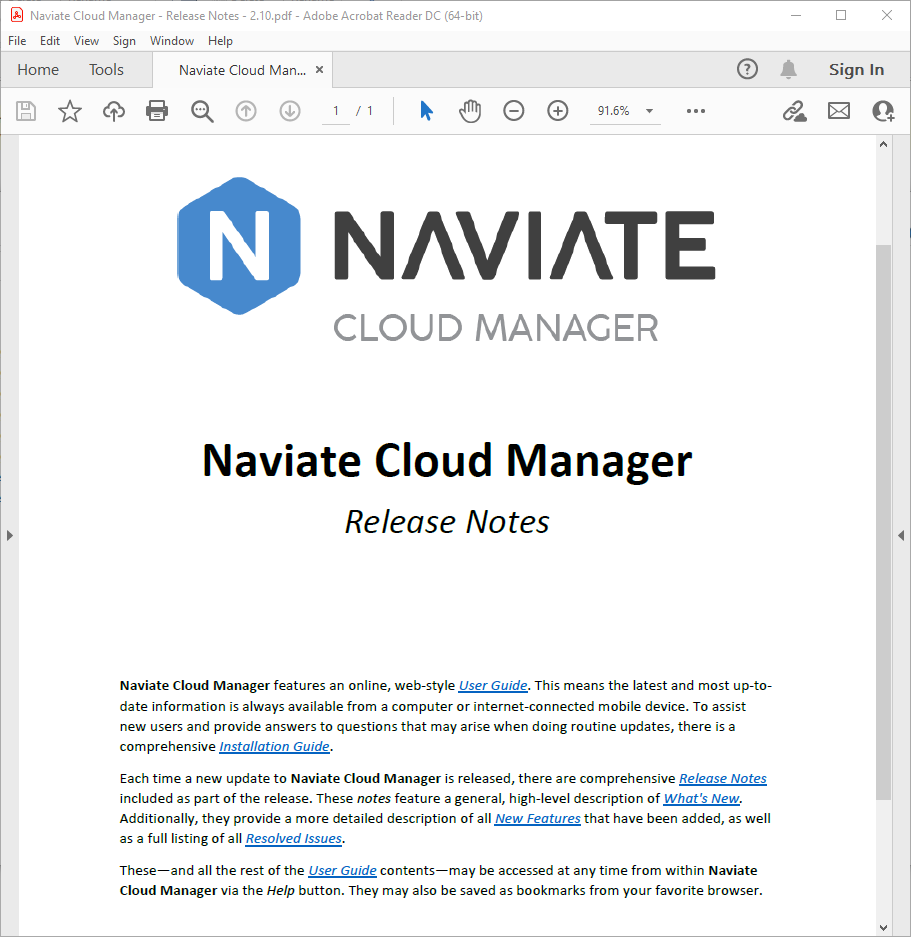 Naviate Cloud Manager - Release Notes - 2.10.pdf - Adobe Acrobat Reader DC (64-bit)
File Edit View Sign Window Help
Home Tools Naviate Cloud Man... × ? Sign In
1 / 1 91.6%
N NAVIATE
CLOUD MANAGER
Naviate Cloud Manager
Release Notes
Naviate Cloud Manager features an online, web-style User Guide. This means the latest and most up-to-
date information is always available from a computer or internet-connected mobile device. To assist
new users and provide answers to questions that may arise when doing routine updates, there is a
comprehensive Installation Guide.
Each time a new update to Naviate Cloud Manager is released, there are comprehensive Release Notes
included as part of the release. These notes feature a general, high-level description of What's New.
Additionally, they provide a more detailed description of all New Features that have been added, as well
as a full listing of all Resolved Issues.
These—and all the rest of the User Guide contents—may be accessed at any time from within Naviate
Cloud Manager via the Help button. They may also be saved as bookmarks from your favorite browser.